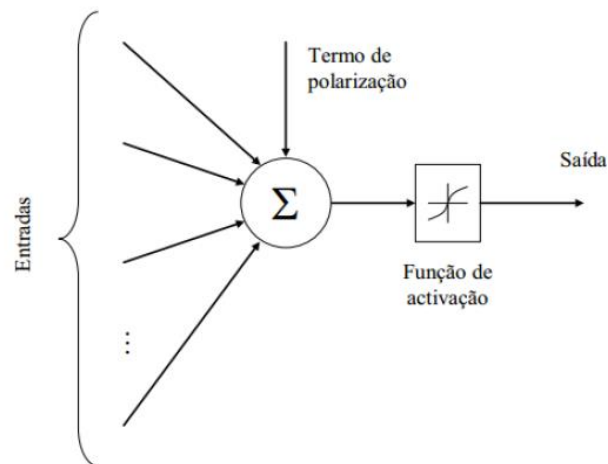 Termo de
polarização
Saída
Entradas
Σ
Função de
activação
...